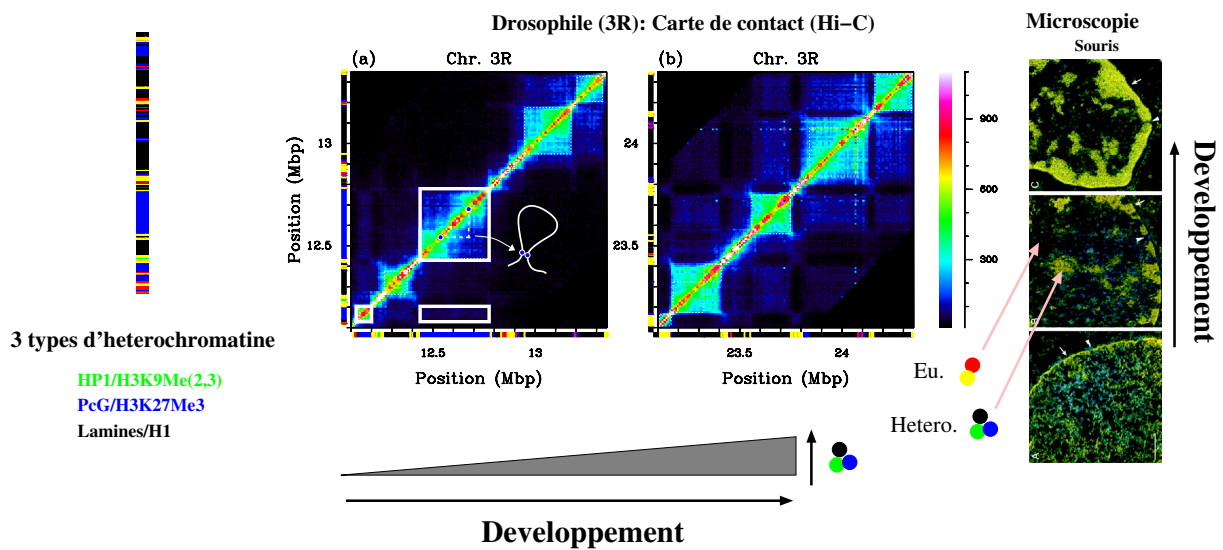 Drosophile (3R): Carte de contact (Hi−C)
Microscopie
Souris
(a)
Chr. 3R
(b)
Chr. 3R
Position (Mbp)
13
12.5
12.5
13
Position (Mbp)
Position (Mbp)
24
23.5
23.5
24
Position (Mbp)
900
600
300
C
B
A
Developpement
3 types d'heterochromatine
HP1/H3K9Me(2,3)
PcG/H3K27Me3
Lamines/H1
Eu.
Hetero.
Developpement